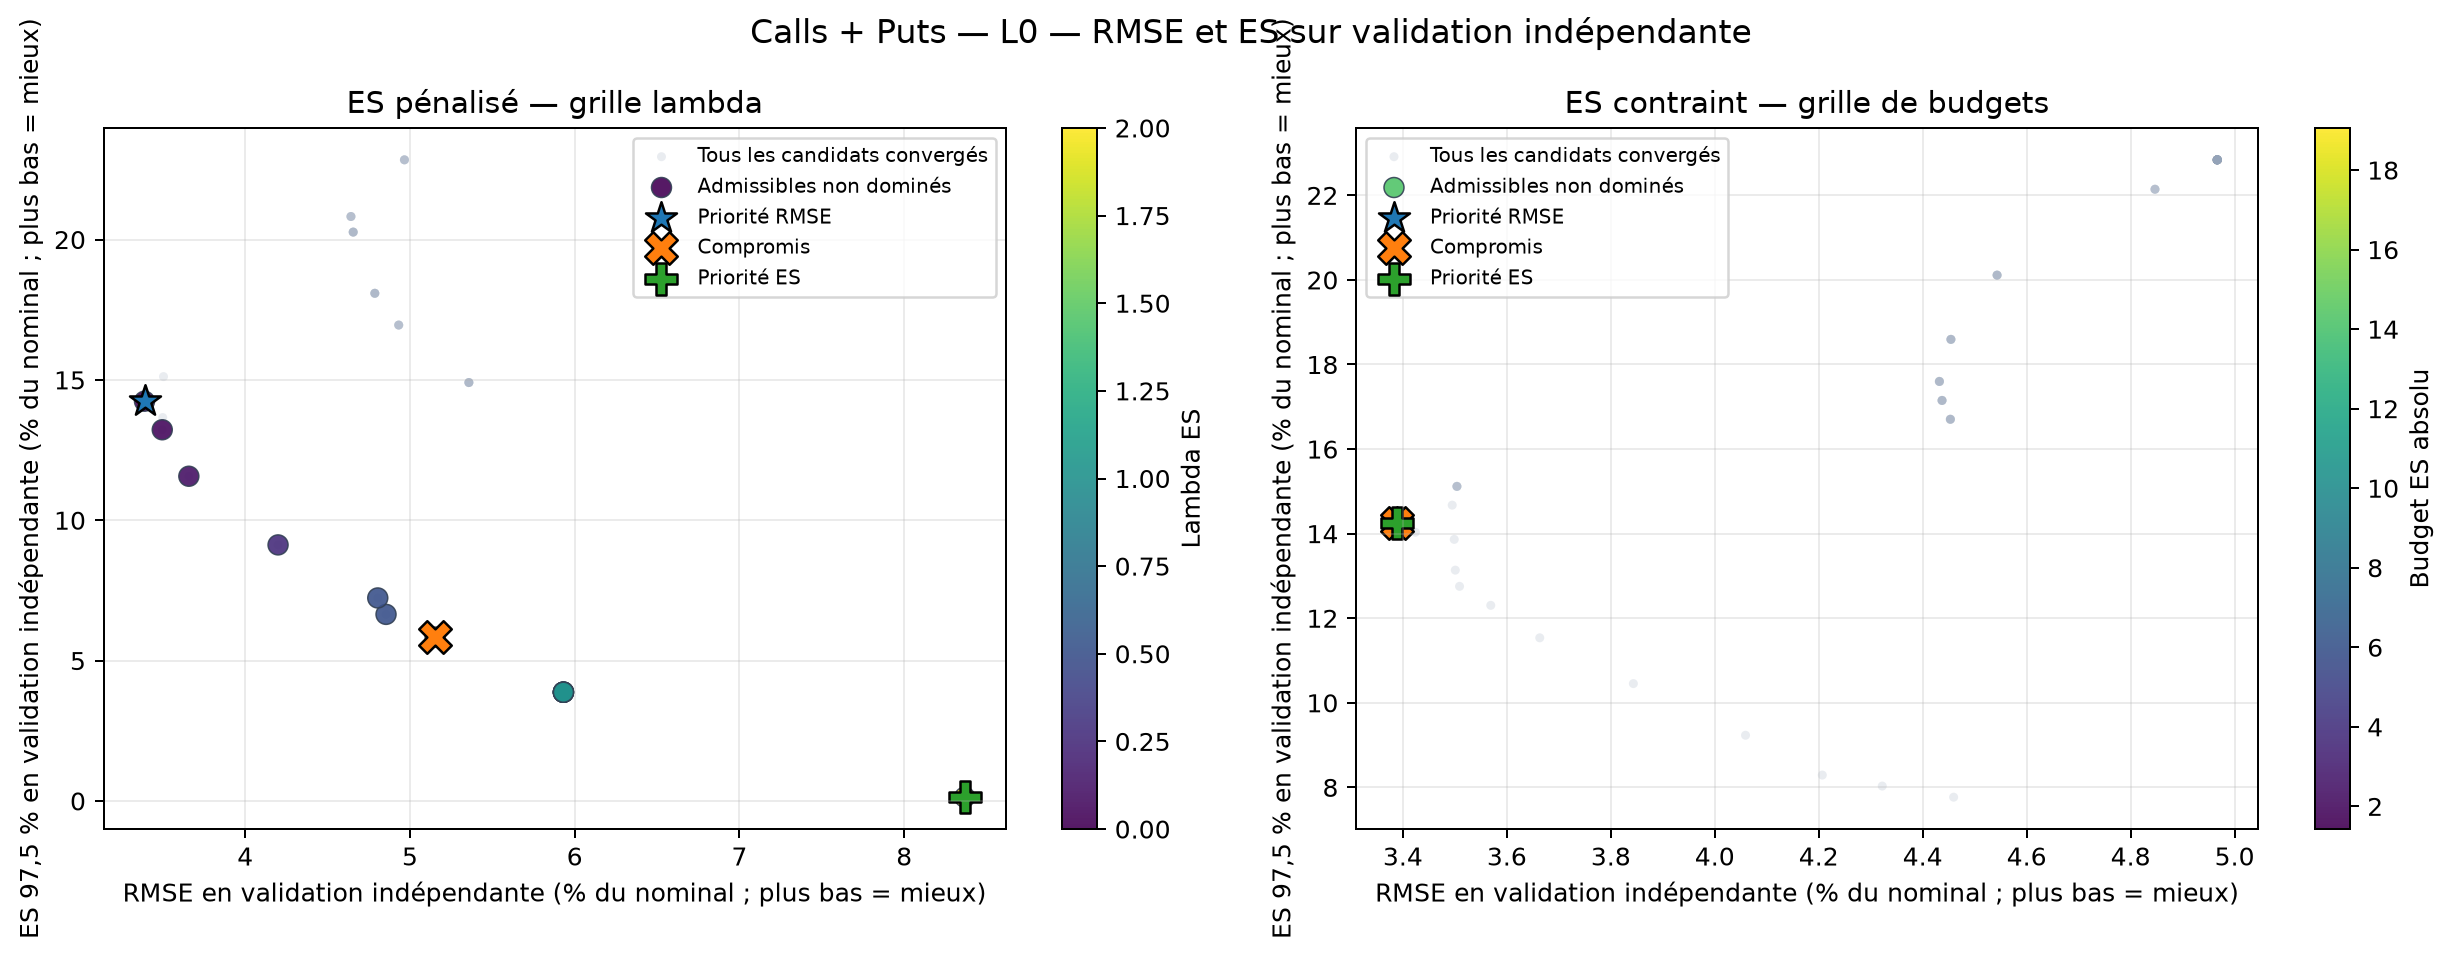 Calls + Puts — L0 — RMSE et ES sur validation indépendante
ES pénalisé — grille lambda
ES 97,5 % en validation indépendante (% du nominal ; plus bas = mieux)
20
15
10
5
0
Tous les candidats convergés
Admissibles non dominés
Priorité RMSE
Compromis
Priorité ES
4 5 6 7 8
RMSE en validation indépendante (% du nominal ; plus bas = mieux)
2.00
1.75
1.50
1.25
1.00
0.75
0.50
0.25
0.00
Lambda ES
ES contraint — grille de budgets
ES 97,5 % en validation indépendante (% du nominal ; plus bas = mieux)
22
20
18
16
14
12
10
8
Tous les candidats convergés
Admissibles non dominés
Priorité RMSE
Compromis
Priorité ES
3.4 3.6 3.8 4.0 4.2 4.4 4.6 4.8 5.0
RMSE en validation indépendante (% du nominal ; plus bas = mieux)
18
16
14
12
10
8
6
4
2
Budget ES absolu